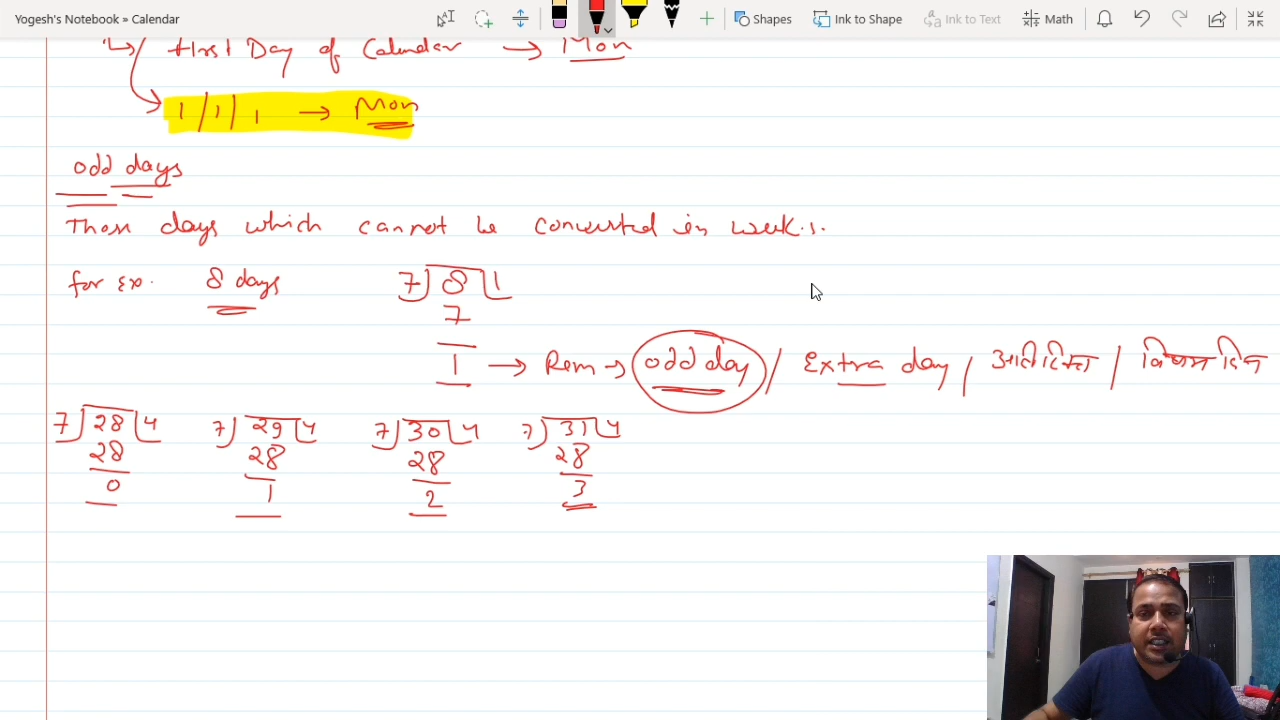 Yogesh's Notebook » Calendar
Shapes
Ink to Shape
Ink to Text
Math
First Day of Calendar → Mon
1/1/1 → Mon
odd days
Those days which cannot be converted in weeks.
for Ex. 8 days
7) 8 (1
7
1 → Rem → odd day / Extra day / अतिरिक्त / विषम दिन
7) 28 (4 7) 29 (4 7) 30 (4 7) 31 (4
28 28 28 28
0 1 2 3